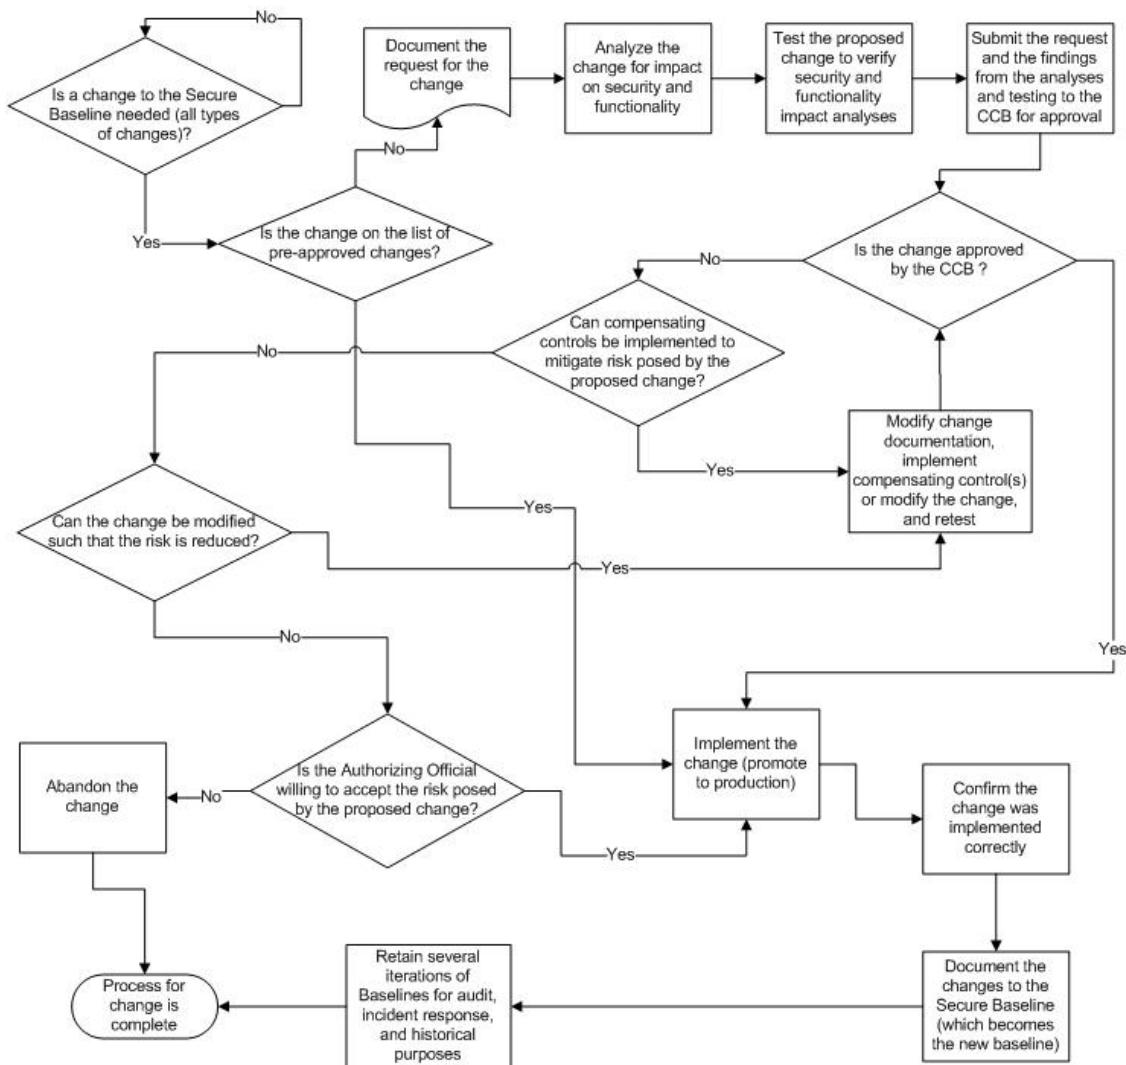 No
Is a change to the Secure
Baseline needed (all types
of changes)?
Yes
Document the
request for the
change
Analyze the
change for impact
on security and
functionality
Test the proposed
change to verify
security and
functionality
impact analyses
Submit the request
and the findings
from the analyses
and testing to the
CCB for approval
No
Is the change on the list of
pre-approved changes?
Is the change approved
by the CCB ?
No
Can compensating
controls be implemented to
mitigate risk posed by the
proposed change?
No
Yes
Modify change
documentation,
implement
compensating control(s)
or modify the change,
and retest
Yes
Can the change be modified
such that the risk is reduced?
Yes
No
Yes
Is the Authorizing Official
willing to accept the risk posed
by the proposed change?
No
Yes
Abandon the
change
Implement the
change (promote
to production)
Confirm the
change was
implemented
correctly
Document the
changes to the
Secure Baseline
(which becomes
the new baseline)
Retain several
iterations of
Baselines for audit,
incident response,
and historical
purposes
Process for
change is
complete